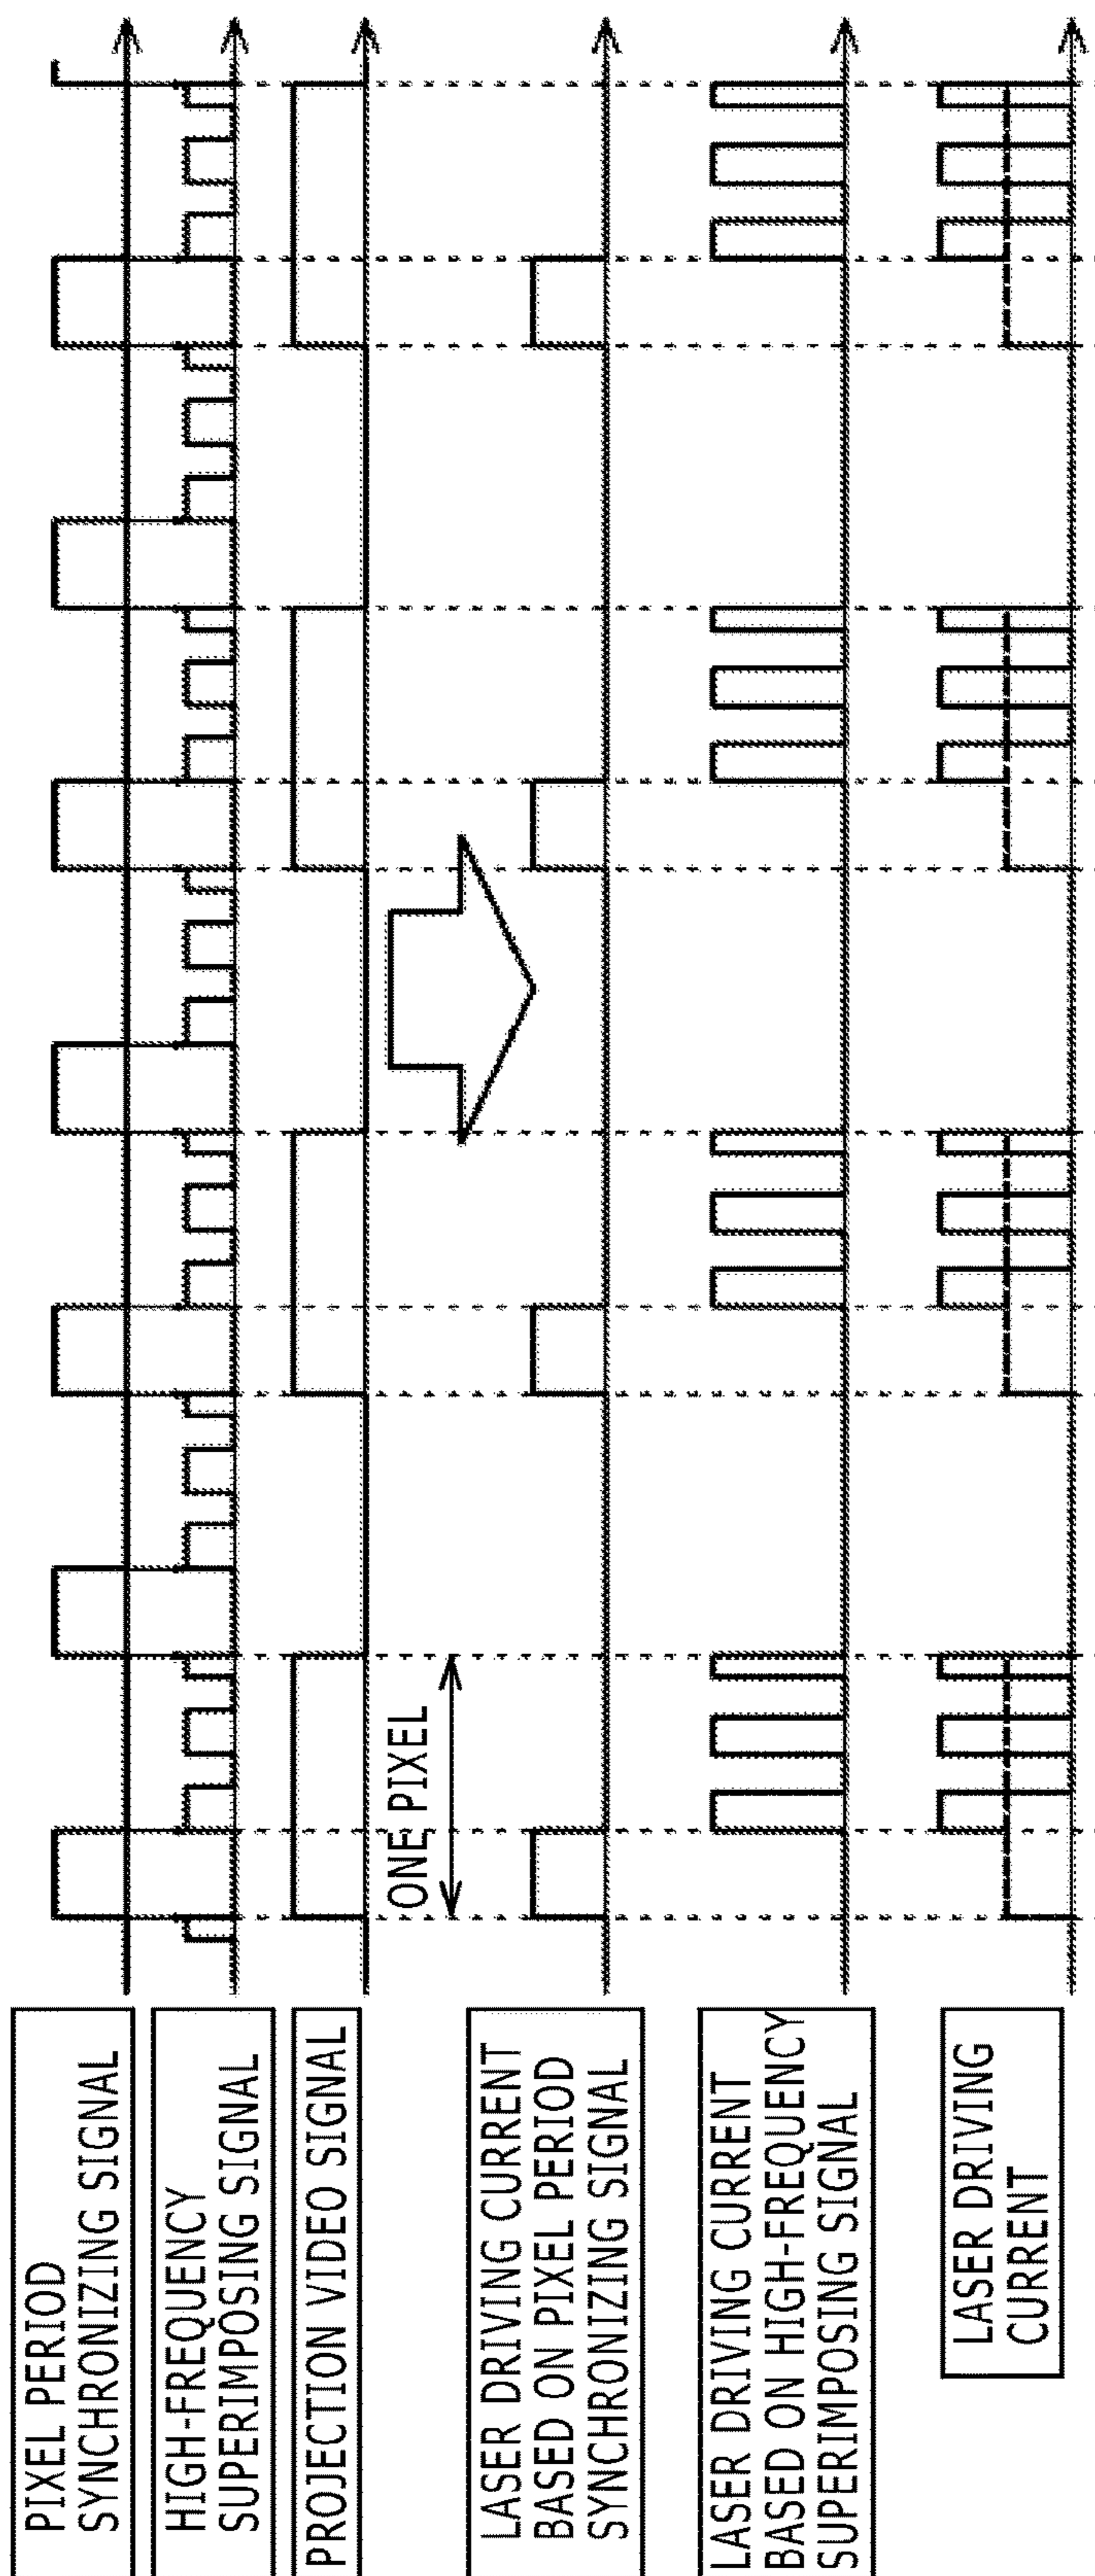 PIXEL PERIOD
SYNCHRONIZING SIGNAL
HIGH-FREQUENCY
SUPERIMPOSING SIGNAL
PROJECTION VIDEO SIGNAL
ONE PIXEL
LASER DRIVING CURRENT
BASED ON PIXEL PERIOD
SYNCHRONIZING SIGNAL
LASER DRIVING CURRENT
BASED ON HIGH-FREQUENCY
SUPERIMPOSING SIGNAL
LASER DRIVING
CURRENT